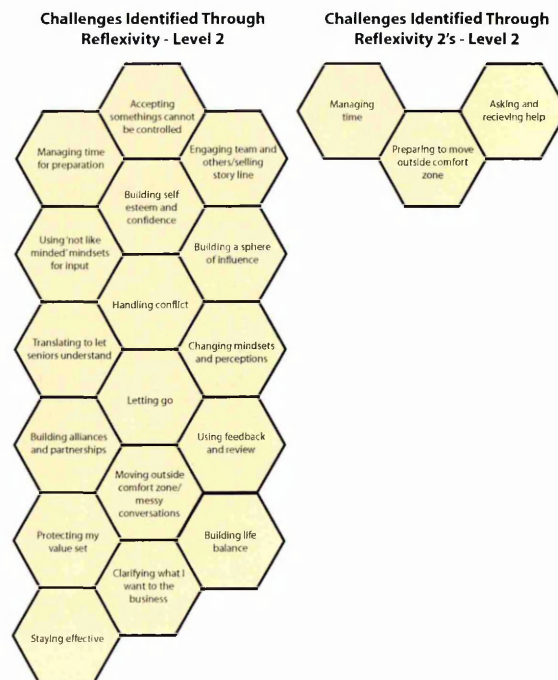 Challenges Identified Through
Reflexivity - Level 2
Accepting
somethings cannot
be controlled
Managing time
for preparation
Engaging team and
others/selling
story line
Building self
esteem and
confidence
Using 'not like
minded' mindsets
for input
Building a sphere
of influence
Handling conflict
Translating to let
seniors understand
Changing mindsets
and perceptions
Letting go
Building alliances
and partnerships
Using feedback
and review
Moving outside
comfort zone/
messy
conversations
Protecting my
value set
Building life
balance
Clarifying what I
want to the
business
Staying effective
Challenges Identified Through
Reflexivity 2's - Level 2
Managing
time
Asking and
recieving help
Preparing to move
outside comfort
zone